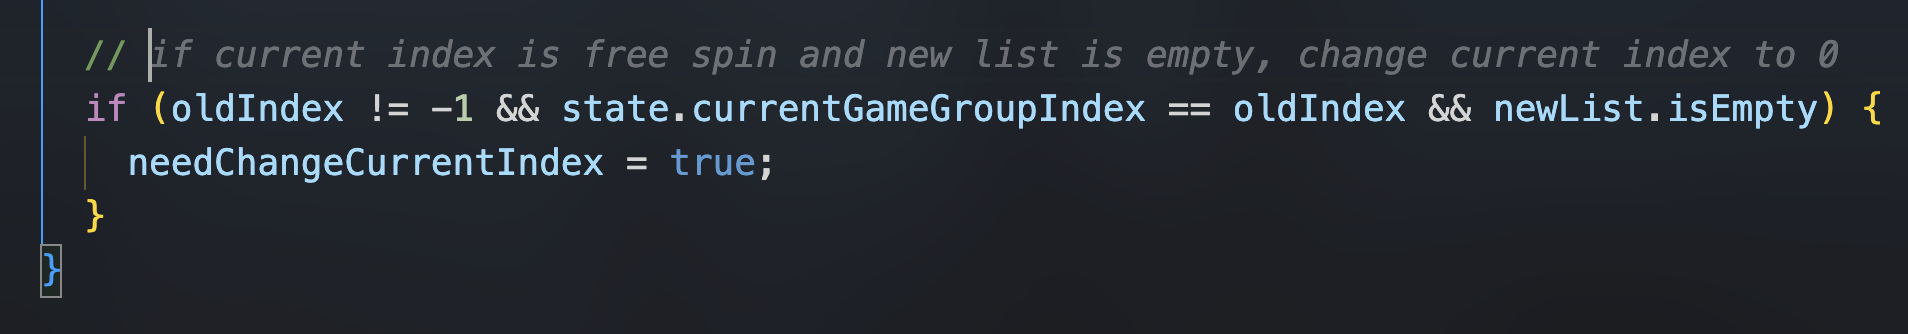 // if current index is free spin and new list is empty, change current index to 0
if (oldIndex != -1 && state.currentGameGroupIndex == oldIndex && newList.isEmpty) {
needChangeCurrentIndex = true;
}
}